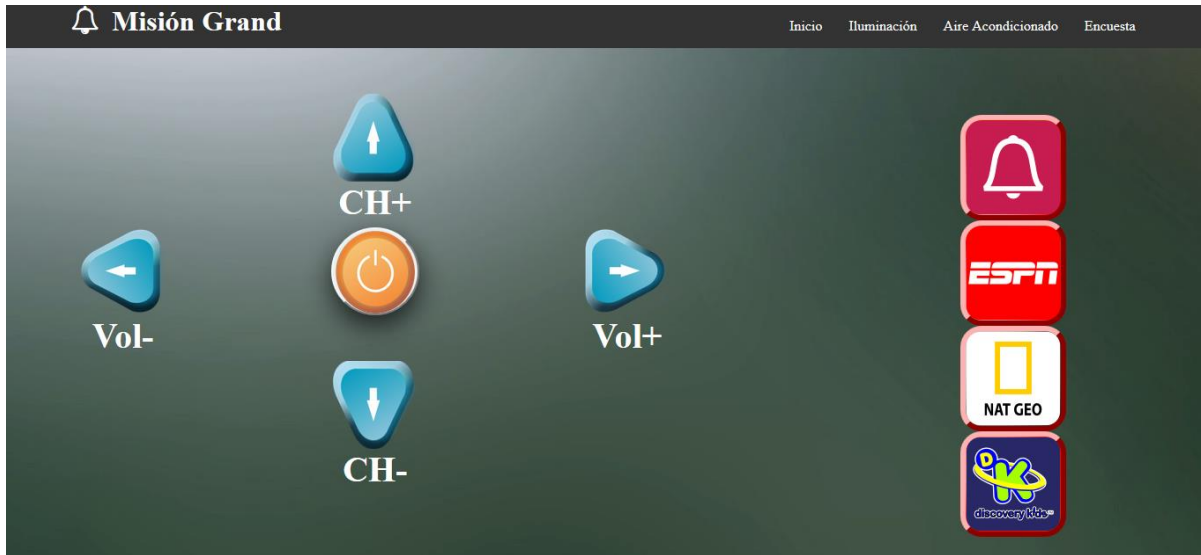 Misión Grand
Inicio Iluminación Aire Acondicionado Encuesta
CH+
Vol-
Vol+
CH-
ESPN
NAT GEO
D K
discovery kids